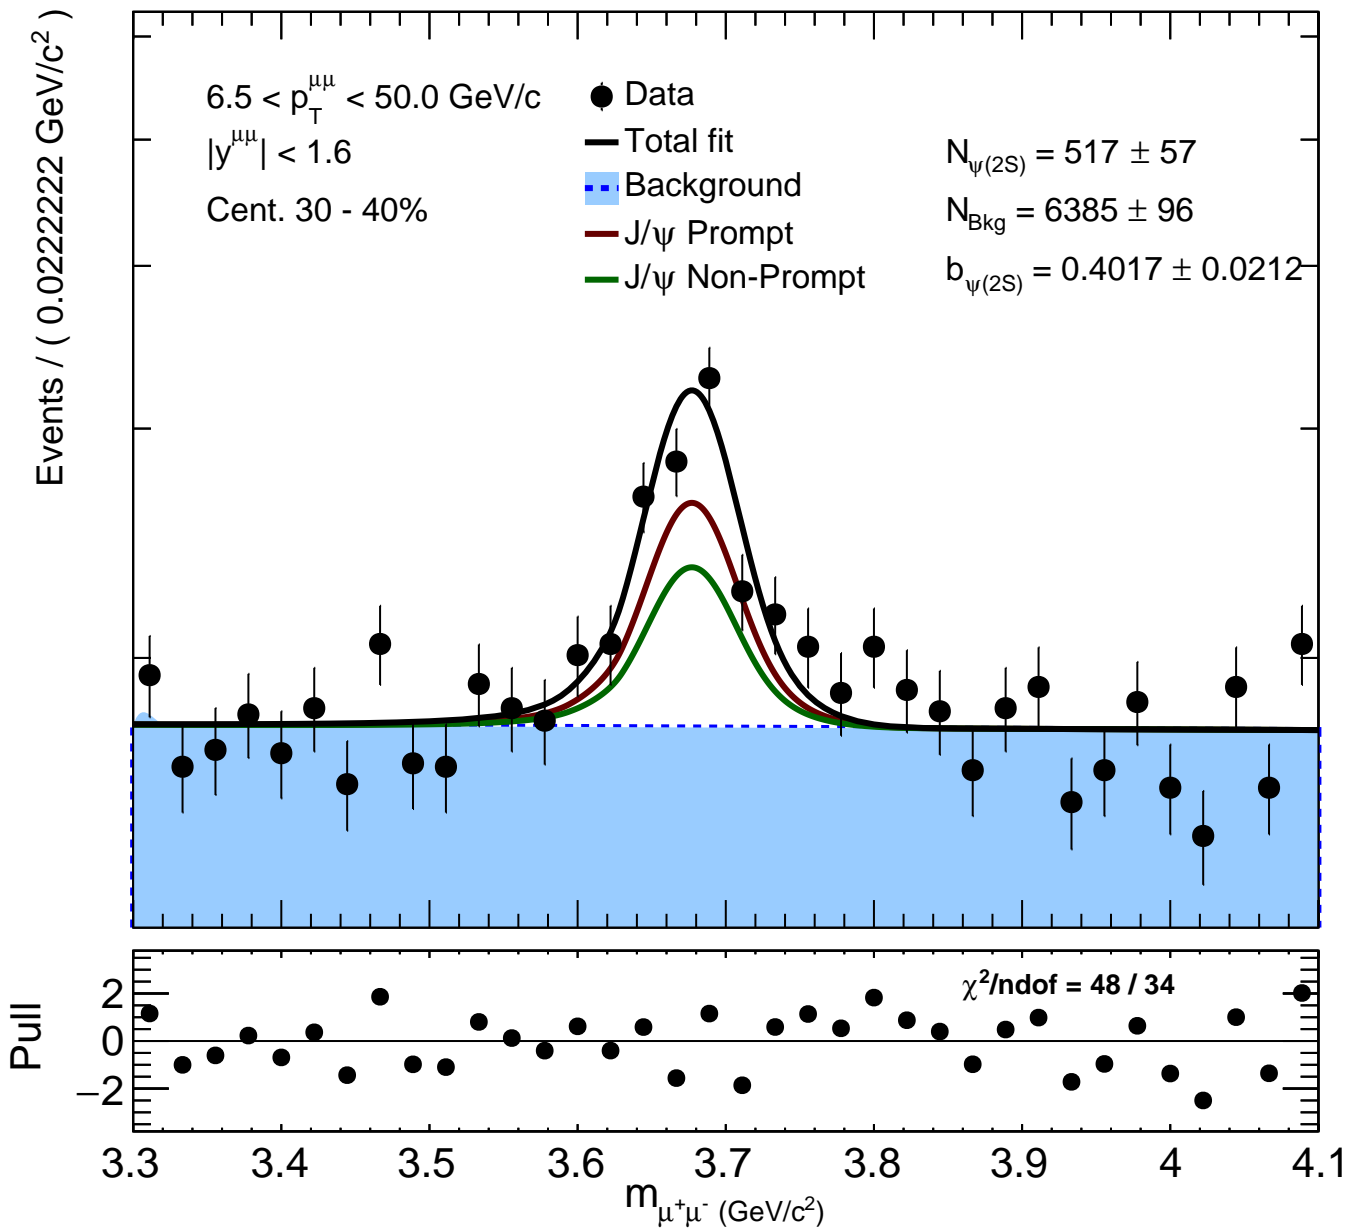 Events / ( 0.0222222 GeV/c² )
6.5 < p_T^μμ < 50.0 GeV/c
|y^μμ| < 1.6
Cent. 30 - 40%
Data
Total fit
Background
J/ψ Prompt
J/ψ Non-Prompt
N_ψ(2S) = 517 ± 57
N_Bkg = 6385 ± 96
b_ψ(2S) = 0.4017 ± 0.0212
Pull
2
0
−2
χ²/ndof = 48 / 34
3.3 3.4 3.5 3.6 3.7 3.8 3.9 4 4.1
m_μ⁺μ⁻ (GeV/c²)